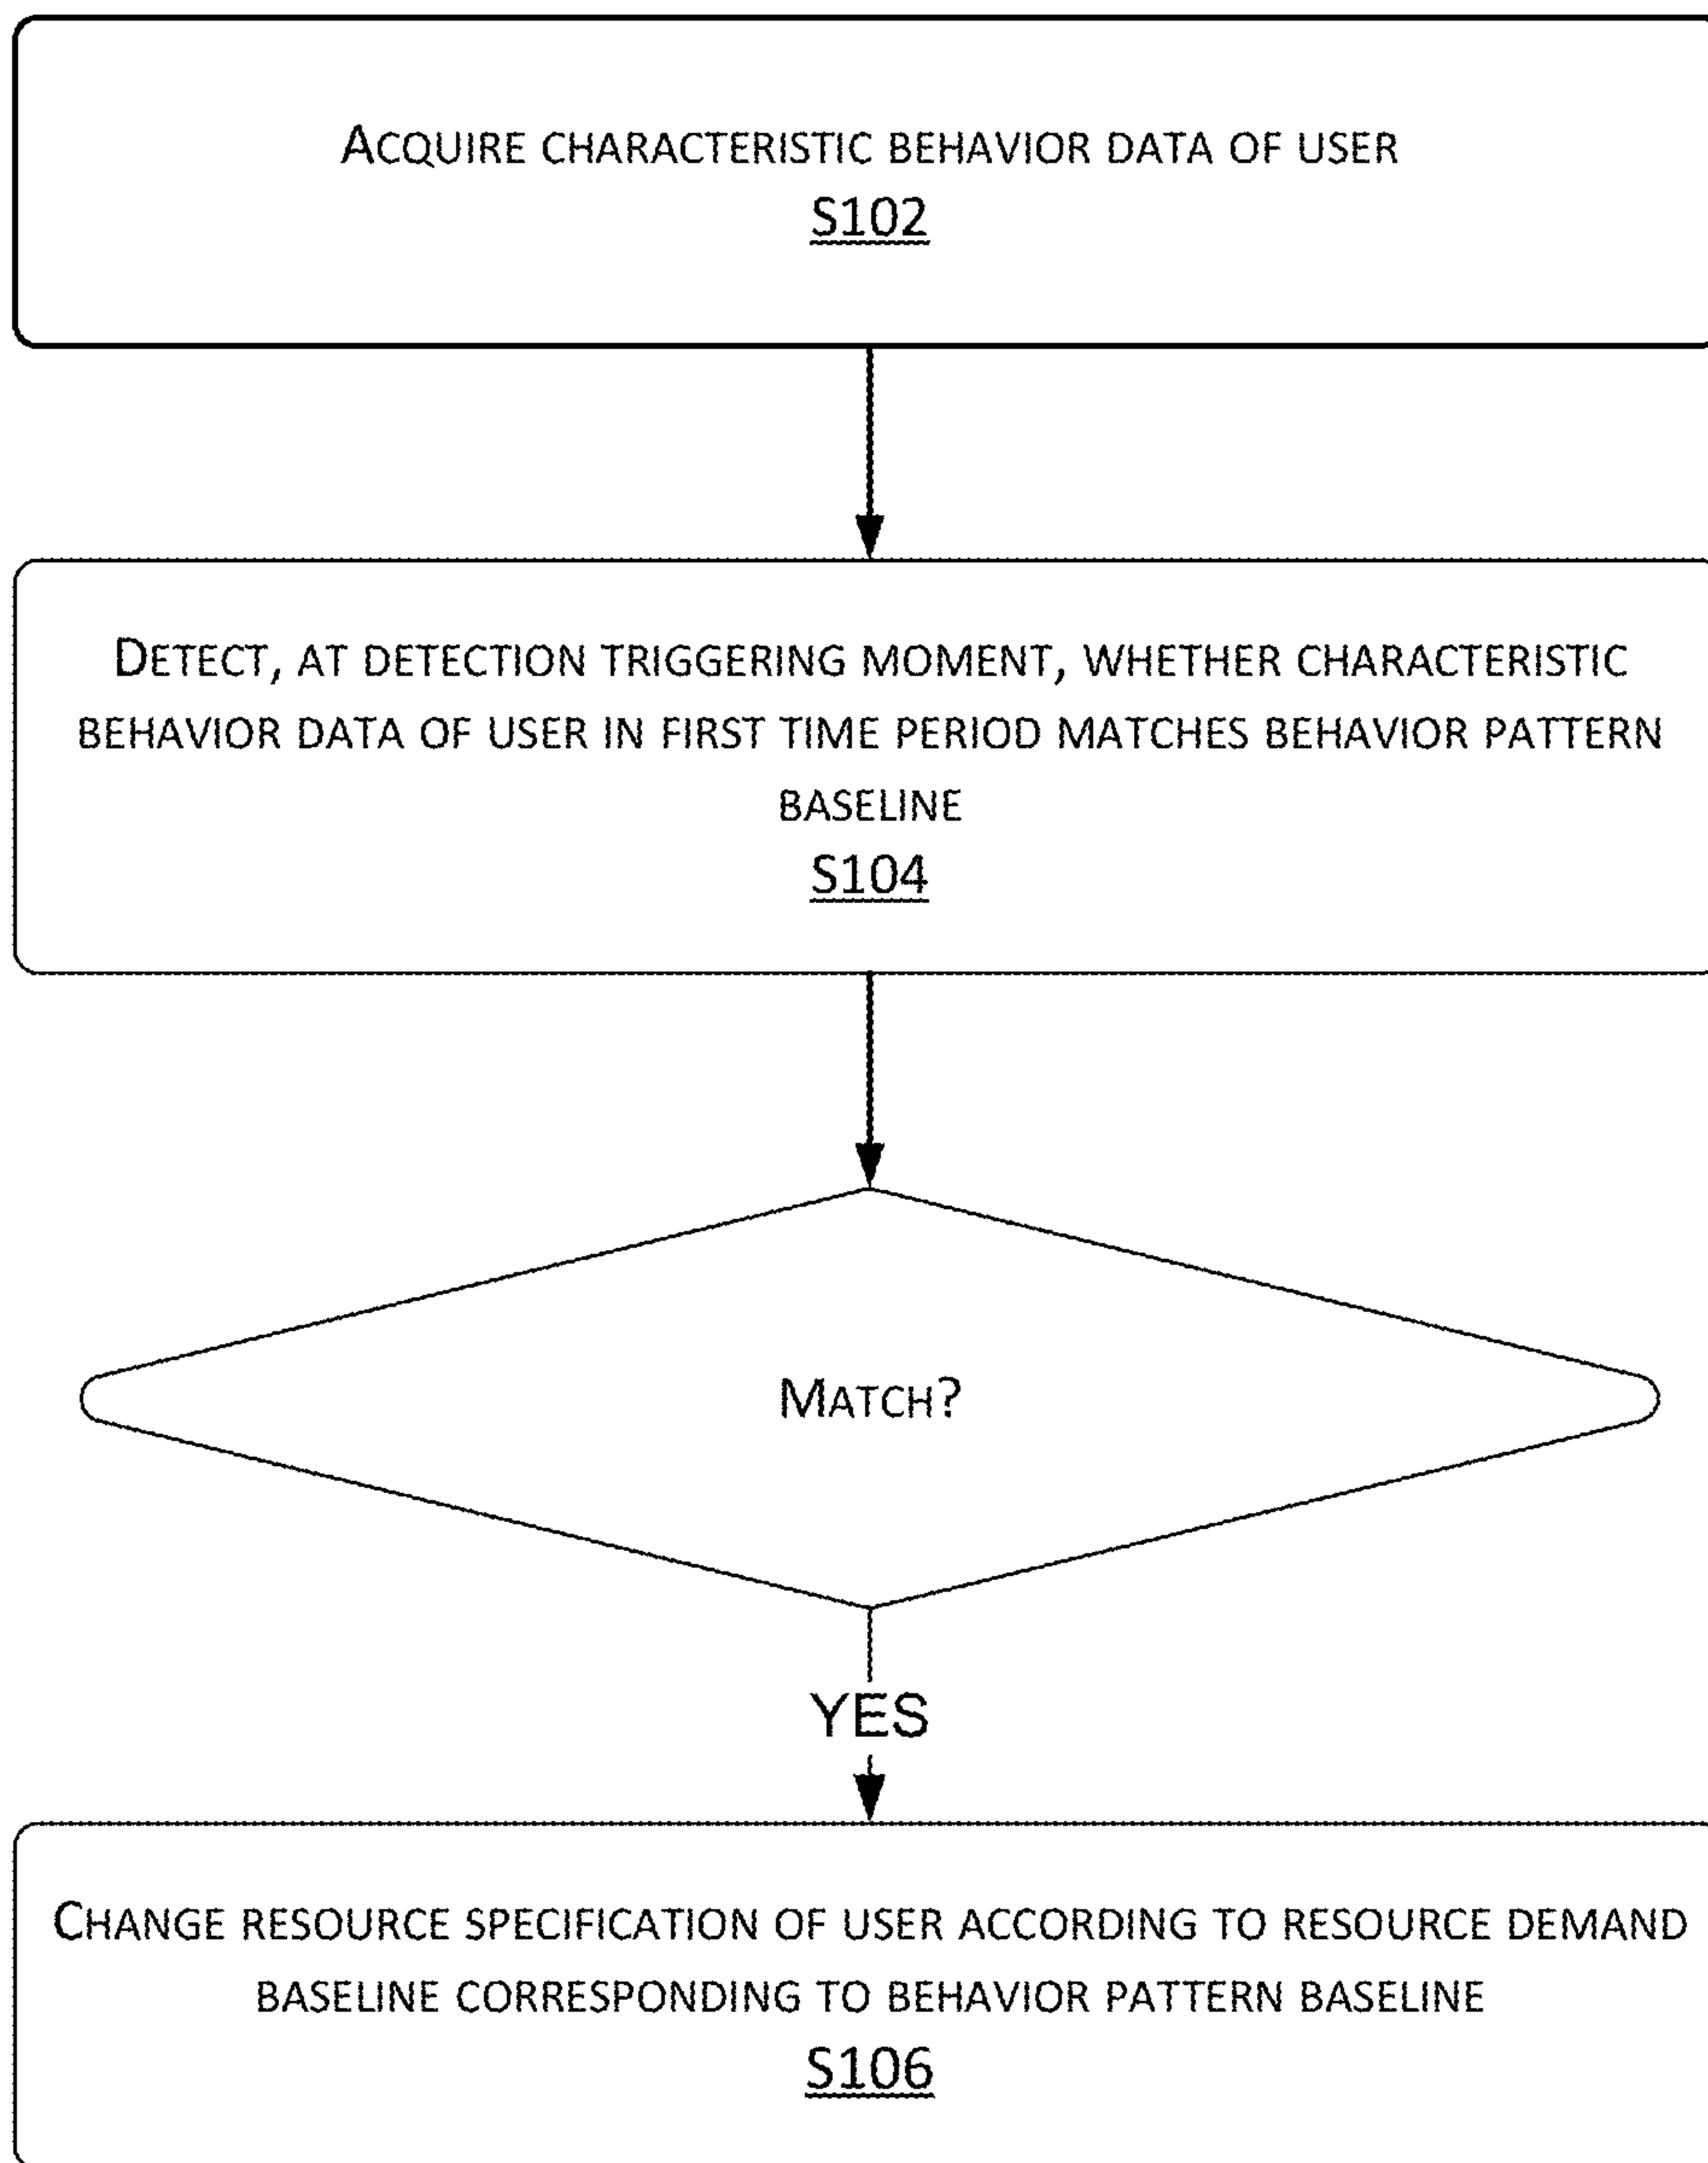 ACQUIRE CHARACTERISTIC BEHAVIOR DATA OF USER
S102
DETECT, AT DETECTION TRIGGERING MOMENT, WHETHER CHARACTERISTIC
BEHAVIOR DATA OF USER IN FIRST TIME PERIOD MATCHES BEHAVIOR PATTERN
BASELINE
S104
MATCH?
YES
CHANGE RESOURCE SPECIFICATION OF USER ACCORDING TO RESOURCE DEMAND
BASELINE CORRESPONDING TO BEHAVIOR PATTERN BASELINE
S106